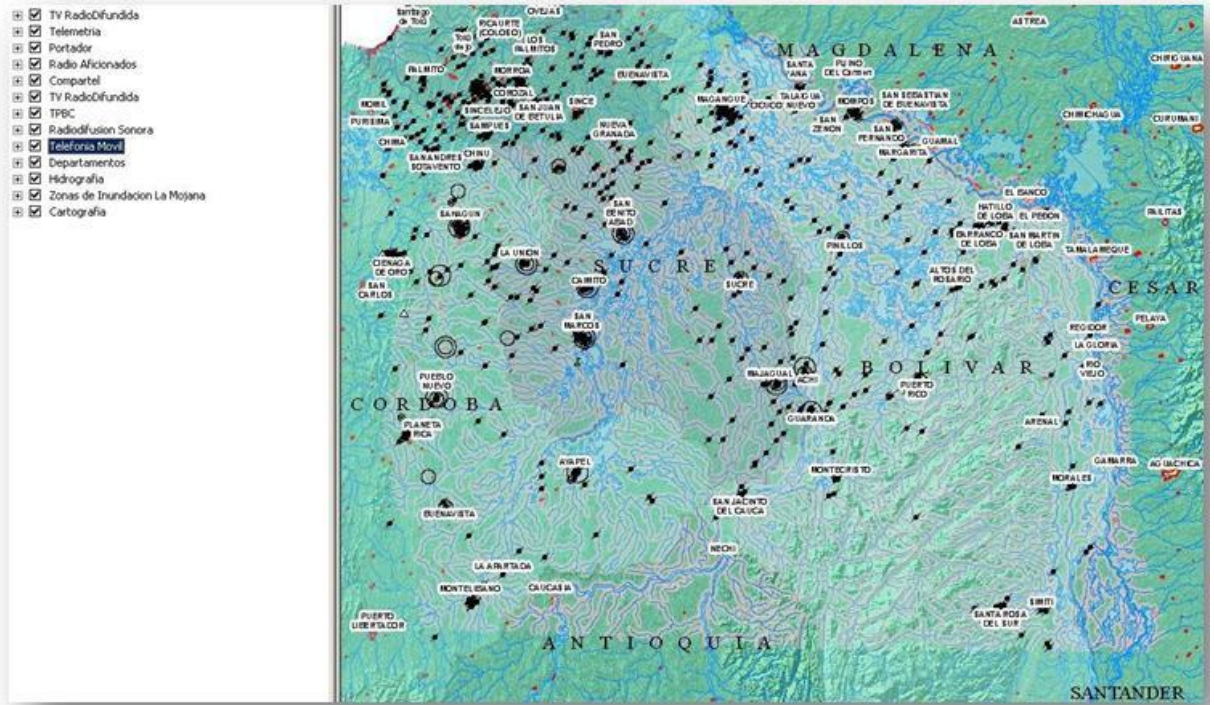 TV RadioDifundida
Telemetria
Portador
Radio Aficionados
Compartel
TV RadioDifundida
TPBC
Radiodifusion Sonora
Telefonia Movil
Departamentos
Hidrografia
Zonas de Inundacion La Mojana
Cartografia
OVEJAS
RICAURTE
(COLOSO)
LOS
PALMITOS
SAN
PEDRO
ASTREA
MAGDALENA
PALMITO
MORROA
BUENAVISTA
SANTA
CHIRIGUANA
COROZAL
SINCE
MAGANGUE
CICUCO
TALAIGUA
NUEVO
MOMPOS
SAN SEBASTIAN
DE BUENAVISTA
PURISIMA
SINCELEJO
SAN JUAN
DE BETULIA
SAMPUES
NUEVA
GRANADA
SAN
ZENON
SAN
FERNANDO
CHIMICHAGUA
CURUMANI
CHIMA
SAN ANDRES
SOTAVENTO
CHINU
MARGARITA
GUAMAL
EL BANCO
SAHAGUN
SAN
BENITO
ABAD
HATILLO
DE LOBA
EL PEÑON
PAILITAS
PINILLOS
BARRANCO
DE LOBA
SAN MARTIN
DE LOBA
TAMALAMEQUE
CIENAGA
DE ORO
LA UNION
SUCRE
CAIMITO
SUCRE
ALTOS DEL
ROSARIO
SAN
CARLOS
CESAR
SAN
MARCOS
PELAYA
REGIDOR
LA GLORIA
PUEBLO
NUEVO
MAJAGUAL
ACHI
BOLIVAR
RIO
VIEJO
PUERTO
RICO
CORDOBA
GUARANDA
PLANETA
RICA
ARENAL
AYAPEL
MONTECRISTO
GAMARRA
AGUACHICA
MORALES
BUENAVISTA
SAN JACINTO
DEL CAUCA
NECHI
LA APARTADA
MONTELIBANO
CAUCASIA
SIMITI
SANTA ROSA
DEL SUR
PUERTO
LIBERTADOR
ANTIOQUIA
SANTANDER